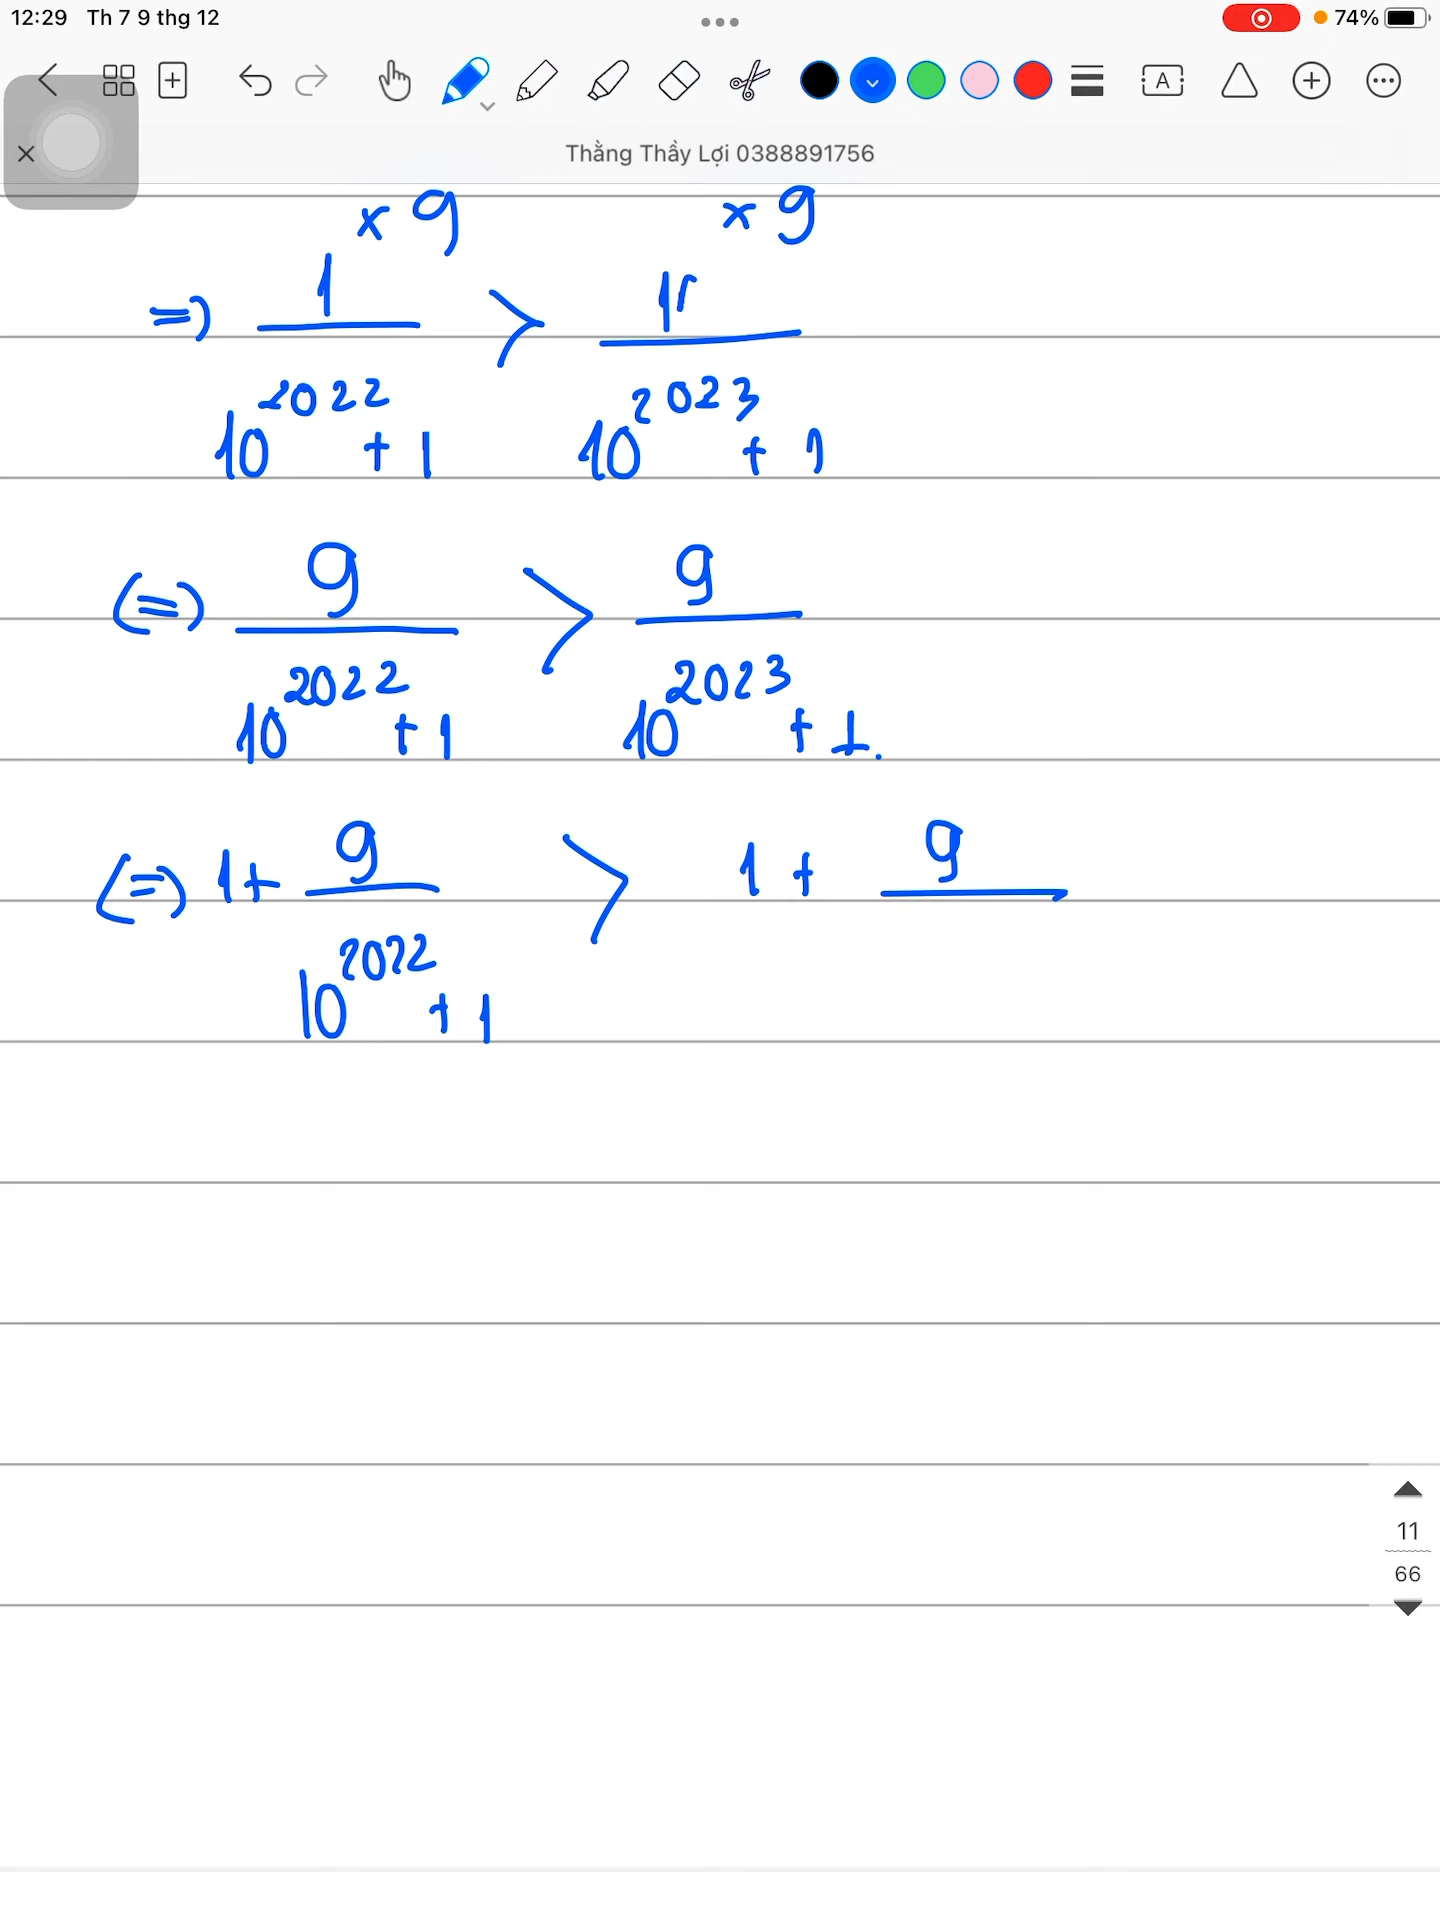 12:29 Th 7 9 thg 12 74%
A
Thằng Thầy Lợi 0388891756
x 9 x 9
=) 1 > 1
10^2022 + 1 10^2023 + 1
(=) 9 > 9
10^2022 + 1 10^2023 + 1.
(=) 1 + 9 > 1 + 9
10^2022 + 1
11
66